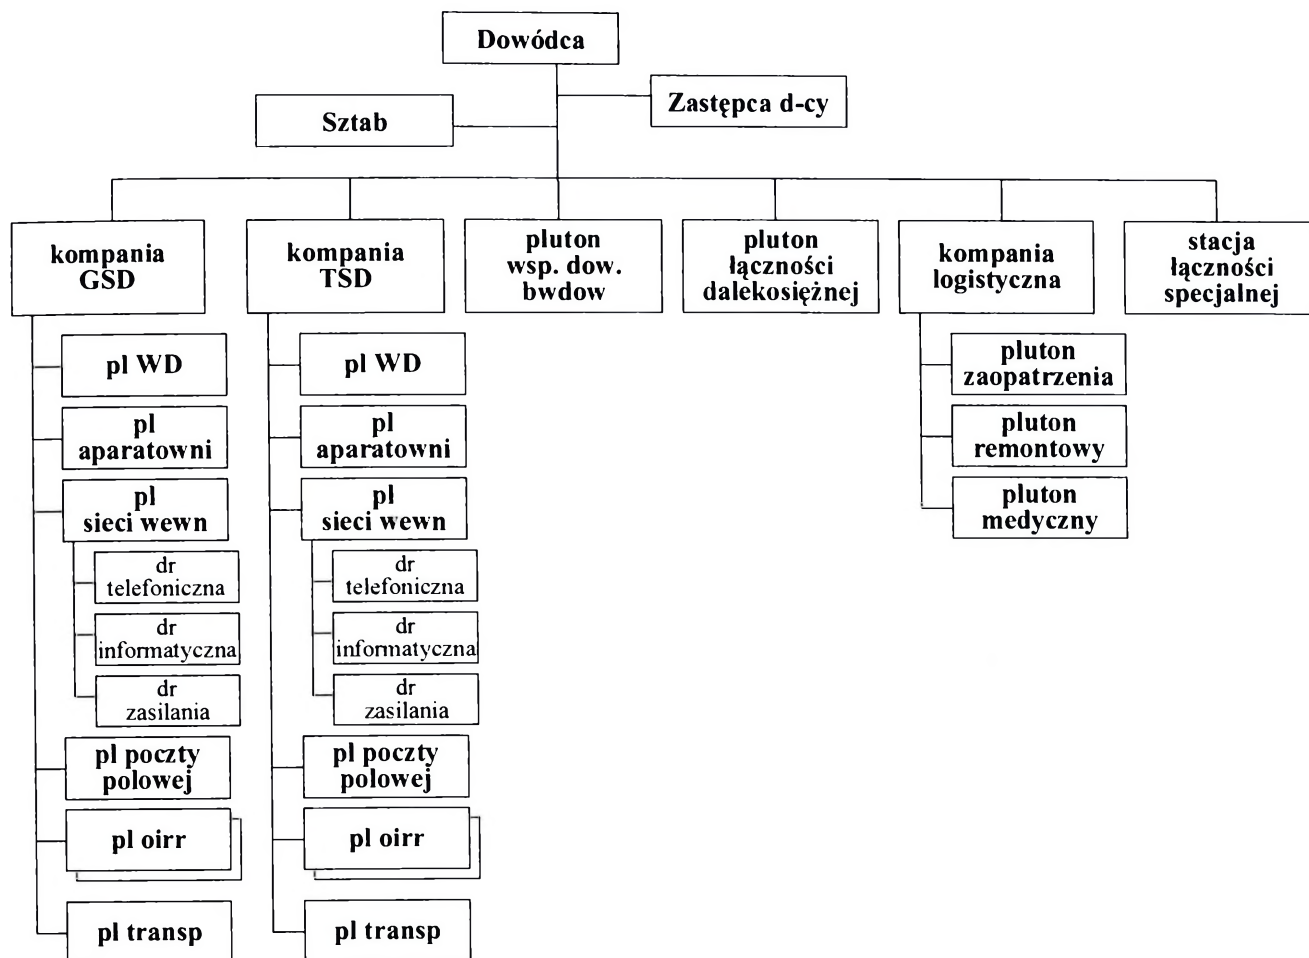 Dowódca
Zastępca d-cy
Sztab
kompania
GSD
kompania
TSD
pluton
wsp. dow.
bwdow
pluton
łączności
dalekosiężnej
kompania
logistyczna
stacja
łączności
specjalnej
pl WD
pl
aparatowni
pl
sieci wewn
dr
telefoniczna
dr
informatyczna
dr
zasilania
pl poczty
polowej
pl oirr
pl transp
pl WD
pl
aparatowni
pl
sieci wewn
dr
telefoniczna
dr
informatyczna
dr
zasilania
pl poczty
polowej
pl oirr
pl transp
pluton
zaopatrzenia
pluton
remontowy
pluton
medyczny